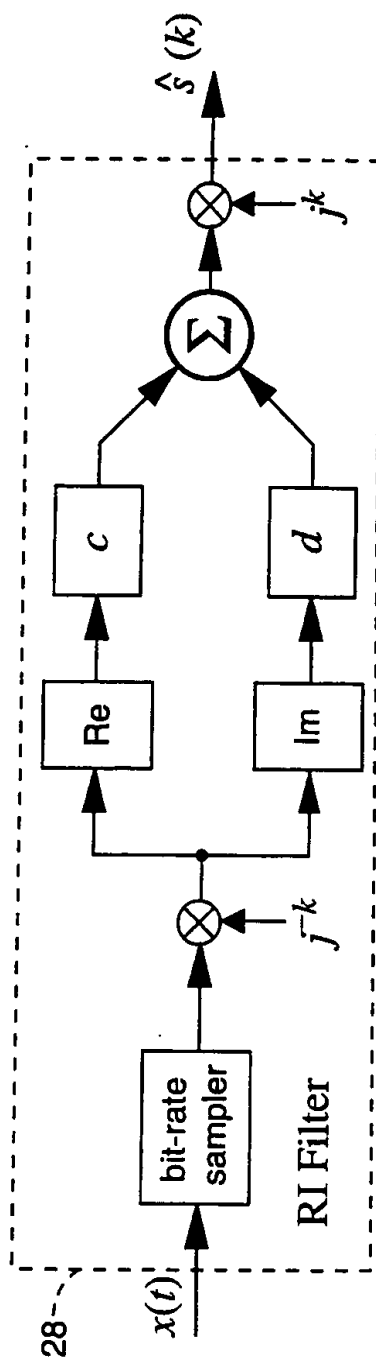 28
x(t)
bit-rate
sampler
j^{-k}
Re
Im
c
d
Σ
j^k
ŝ(k)
RI Filter